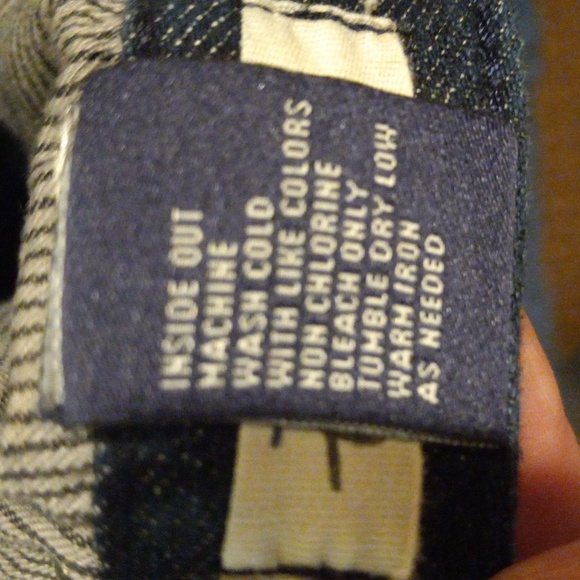 INSIDE OUT
MACHINE
WASH COLD
WITH LIKE COLORS
NON CHLORINE
BLEACH ONLY
TUMBLE DRY LOW
WARM IRON
AS NEEDED